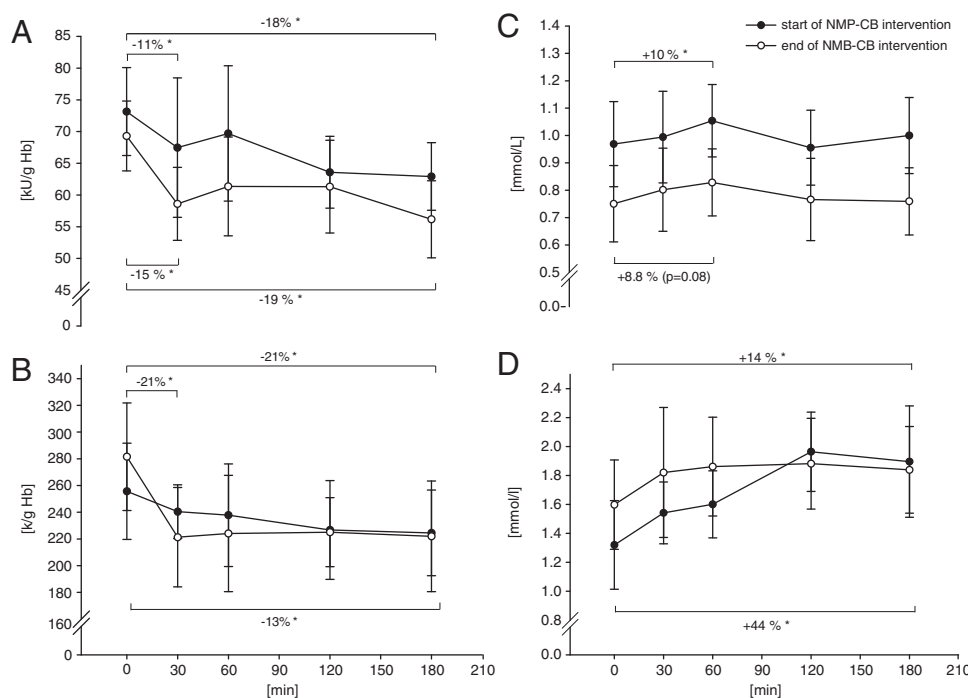 A
-18% *
-11% *
85
80
75
70
65
60
55
50
45
0
[kU/g Hb]
-15 % *
-19 % *
C
start of NMP-CB intervention
end of NMB-CB intervention
+10 % *
1.4
1.3
1.2
1.1
1.0
0.9
0.8
0.7
0.6
0.5
0.0
[mmol/L]
+8.8 % (p=0.08)
B
-21% *
-21% *
340
320
300
280
260
240
220
200
180
160
0
[k/g Hb]
-13% *
0 30 60 90 120 150 180 210
[min]
D
+14 % *
2.4
2.2
2.0
1.8
1.6
1.4
1.2
1.0
0.8
0.0
[mmol/l]
+44 % *
0 30 60 90 120 150 180 210
[min]